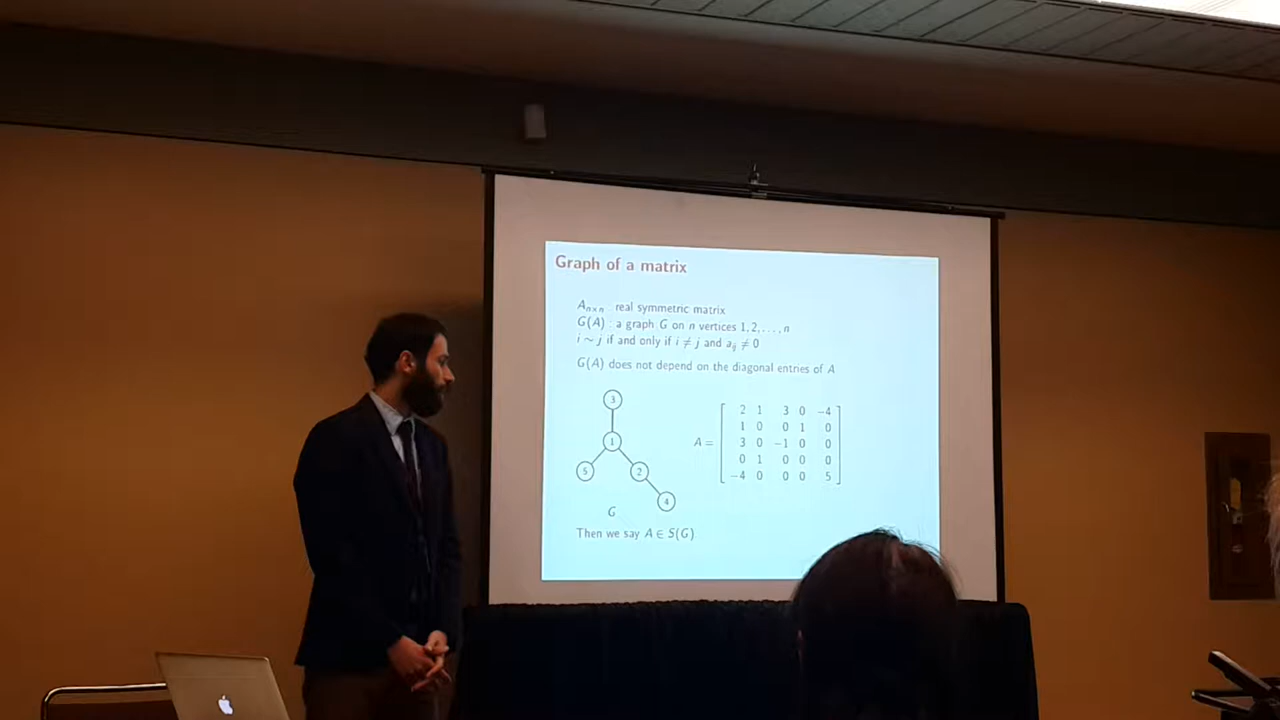 Graph of a matrix
Aₙ×ₙ : real symmetric matrix
G(A) : a graph G on n vertices 1, 2, . . . , n
i ∼ j if and only if i ≠ j and aᵢⱼ ≠ 0
G(A) does not depend on the diagonal entries of A
3
1
5 2
4
G
A =
2 1 3 0 −4
1 0 0 1 0
3 0 −1 0 0
0 1 0 0 0
−4 0 0 0 5
Then we say A ∈ S(G)